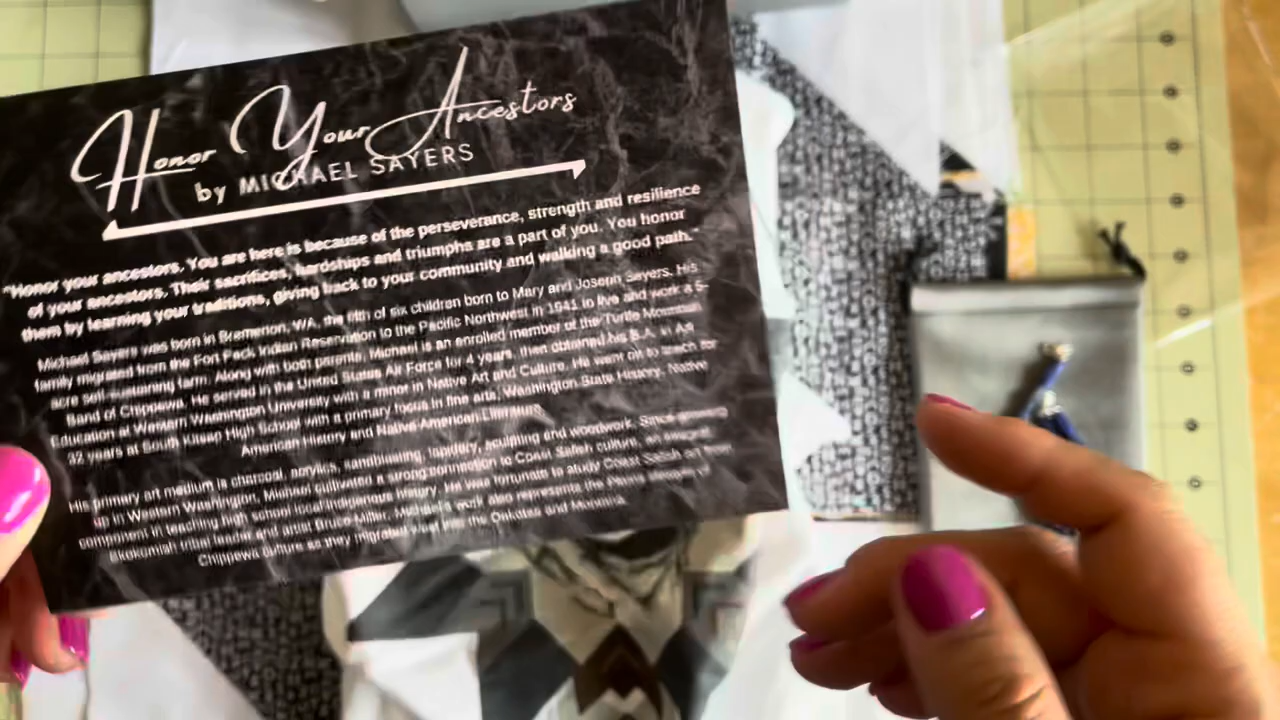 Honor Your Ancestors
by MICHAEL SAYERS
"Honor your ancestors. You are here is because of the perseverance, strength and resilience
of your ancestors. Their sacrifices, hardships and triumphs are a part of you. You honor
them by learning your traditions, giving back to your community and walking a good path."
Michael Sayers was born in Bremerton, WA, the fifth of six children born to Mary and Joseph Sayers. His
family migrated from the Fort Peck Indian Reservation to the Pacific Northwest in 1941 to live and work a 5-
acre self-sustaining farm. Along with both parents, Michael is an enrolled member of the Turtle Mountain
Band of Chippewa. He served in the United States Air Force for 4 years, then obtained his B.A. in Art
Education at Western Washington University with a minor in Native Art and Culture. He went on to teach for
32 years at South Kitsap High School with a primary focus in fine arts, Washington State History, Native
American History and Native American Literature.
His primary art medium is charcoal, acrylics, sandblasting, lapidary, sculpting and woodwork. Since growing
up in Western Washington, Michael cultivated a strong connection to Coast Salish culture, an
component in teaching high school Indigenous history. He was fortunate to study Coast Salish art
Skokomish tribal artist Bruce Miller. Michael's work also represents the
Chippewa culture as they migrated west into the Dakotas and Montana.